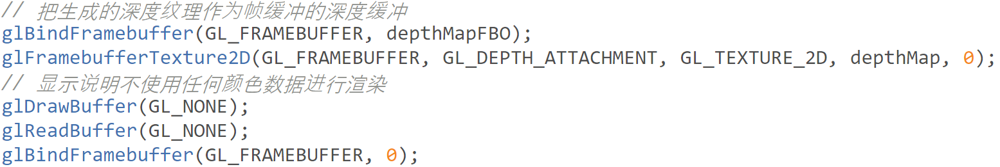 // 把生成的深度纹理作为帧缓冲的深度缓冲
glBindFramebuffer(GL_FRAMEBUFFER, depthMapFBO);
glFramebufferTexture2D(GL_FRAMEBUFFER, GL_DEPTH_ATTACHMENT, GL_TEXTURE_2D, depthMap, 0);
// 显示说明不使用任何颜色数据进行渲染
glDrawBuffer(GL_NONE);
glReadBuffer(GL_NONE);
glBindFramebuffer(GL_FRAMEBUFFER, 0);